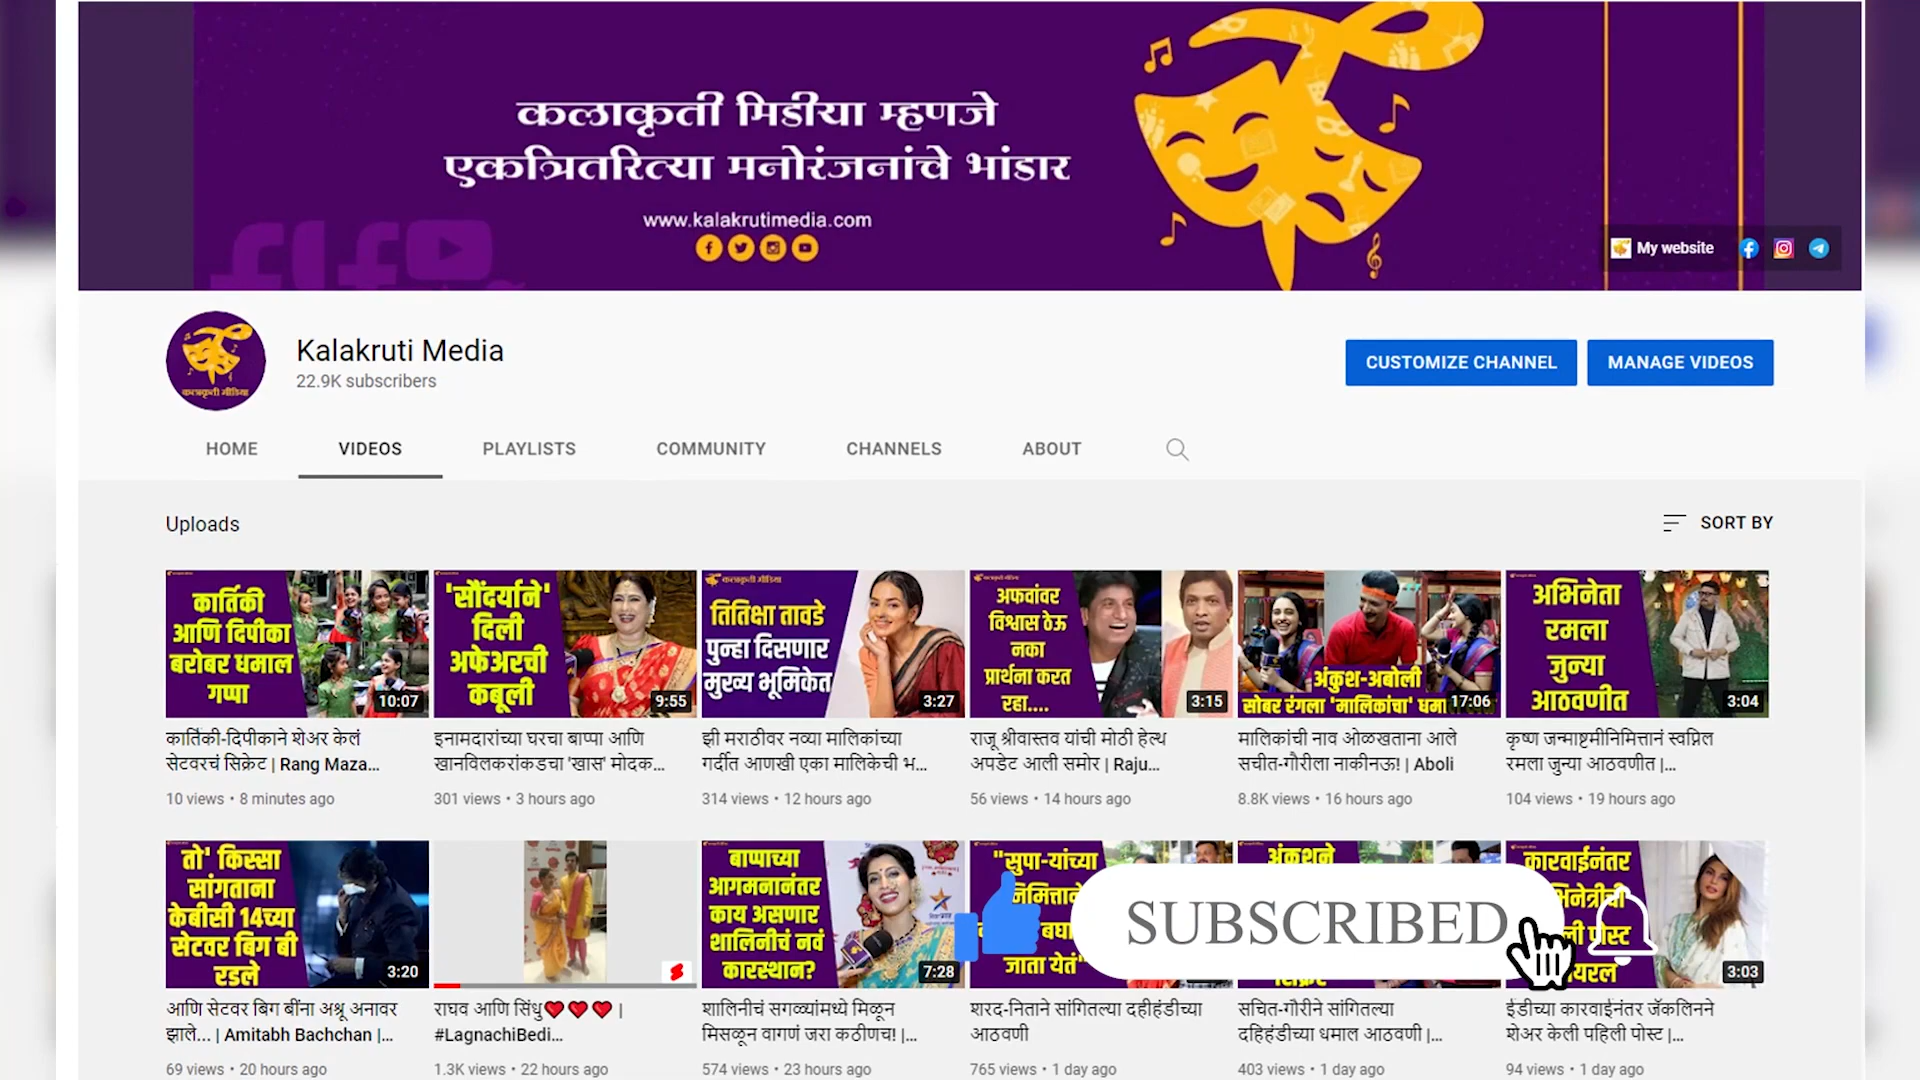 कलाकृती मिडीया म्हणजे
एकत्रितरित्या मनोरंजनांचे भांडार
www.kalakrutimedia.com
My website
कलाकृती मीडिया
Kalakruti Media
22.9K subscribers
CUSTOMIZE CHANNEL
MANAGE VIDEOS
HOME
VIDEOS
PLAYLISTS
COMMUNITY
CHANNELS
ABOUT
Uploads
SORT BY
कार्तिकी
आणि दिपीका
बरोबर धमाल
गप्पा
10:07
कार्तिकी-दिपीकाने शेअर केलं
सेटवरचं सिक्रेट | Rang Maza...
10 views • 8 minutes ago
'सौंदर्याने'
दिली
अफेअरची
कबूली
9:55
इनामदारांच्या घरचा बाप्पा आणि
खानविलकरांकडचा 'खास' मोदक...
301 views • 3 hours ago
कलाकृती मीडिया
तितिक्षा तावडे
पुन्हा दिसणार
मुख्य भूमिकेत
3:27
झी मराठीवर नव्या मालिकांच्या
गर्दीत आणखी एका मालिकेची भ...
314 views • 12 hours ago
अफवांवर
विश्वास ठेऊ
नका
प्रार्थना करत
रहा....
3:15
राजू श्रीवास्तव यांची मोठी हेल्थ
अपडेट आली समोर | Raju...
56 views • 14 hours ago
अंकुश-अबोली
सोबर रंगला 'मालिकांचा' धमा
17:06
मालिकांची नाव ओळखताना आले
सचीत-गौरीला नाकीनऊ! | Aboli
8.8K views • 16 hours ago
अभिनेता
रमला
जुन्या
आठवणीत
3:04
कृष्ण जन्माष्टमीनिमित्तानं स्वप्निल
रमला जुन्या आठवणीत |...
104 views • 19 hours ago
तो' किस्सा
सांगताना
केबीसी 14च्या
सेटवर बिग बी
रडले
3:20
आणि सेटवर बिग बींना अश्रू अनावर
झाले... | Amitabh Bachchan |...
69 views • 20 hours ago
राघव आणि सिंधु❤❤❤ |
#LagnachiBedi...
1.3K views • 22 hours ago
बाप्पाच्या
आगमनानंतर
काय असणार
शालिनीचं नवं
कारस्थान?
7:28
शालिनीचं सगळ्यांमध्ये मिळून
मिसळून वागणं जरा कठीणच! |...
574 views • 23 hours ago
"सुपा-यांच्या
जाता येतं"
शरद-निताने सांगितल्या दहीहंडीच्या
आठवणी
765 views • 1 day ago
अंकुशने
सचित-गौरीने सांगितल्या
दहिहंडीच्या धमाल आठवणी |...
403 views • 1 day ago
कारवाईनंतर
3:03
ईडीच्या कारवाईनंतर जॅकलिनने
शेअर केली पहिली पोस्ट |...
94 views • 1 day ago
SUBSCRIBED